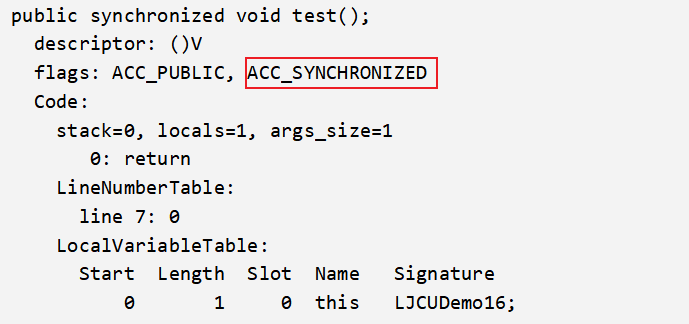 public synchronized void test();
descriptor: ()V
flags: ACC_PUBLIC, ACC_SYNCHRONIZED
Code:
stack=0, locals=1, args_size=1
0: return
LineNumberTable:
line 7: 0
LocalVariableTable:
Start Length Slot Name Signature
0 1 0 this LJCUDemo16;